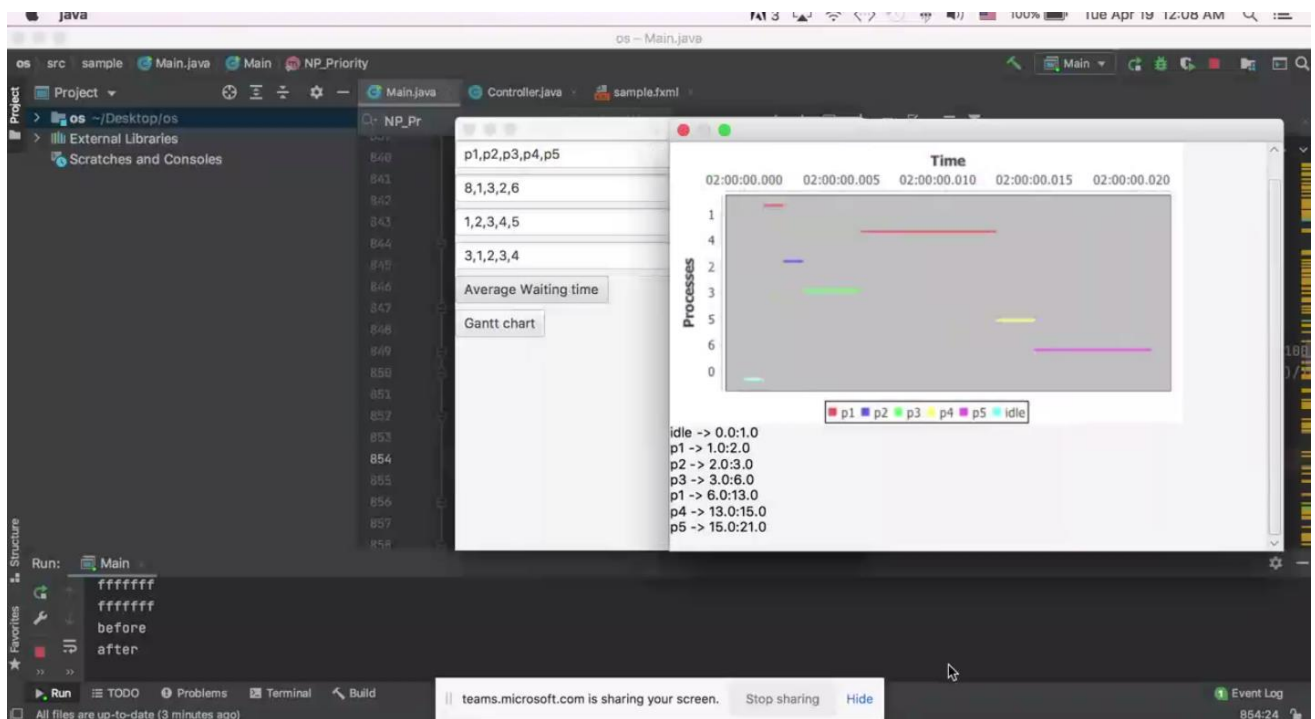 java
100%
Tue Apr 19 12:08 AM
os – Main.java
os src sample Main.java Main NP_Priority
Main
Project
Main.java
Controller.java
sample.fxml
Project
os ~/Desktop/os
External Libraries
Scratches and Consoles
NP_Pr
840
841
842
843
844
845
846
847
848
849
850
851
852
853
854
855
856
857
858
p1,p2,p3,p4,p5
8,1,3,2,6
1,2,3,4,5
3,1,2,3,4
Average Waiting time
Gantt chart
Time
02:00:00.000 02:00:00.005 02:00:00.010 02:00:00.015 02:00:00.020
Processes
1
4
2
3
5
6
0
p1 p2 p3 p4 p5 idle
idle -> 0.0:1.0
p1 -> 1.0:2.0
p2 -> 2.0:3.0
p3 -> 3.0:6.0
p1 -> 6.0:13.0
p4 -> 13.0:15.0
p5 -> 15.0:21.0
Structure
Favorites
Run: Main
fffffff
fffffff
before
after
Run TODO Problems Terminal Build
teams.microsoft.com is sharing your screen. Stop sharing Hide
1 Event Log
All files are up-to-date (3 minutes ago)
854:24